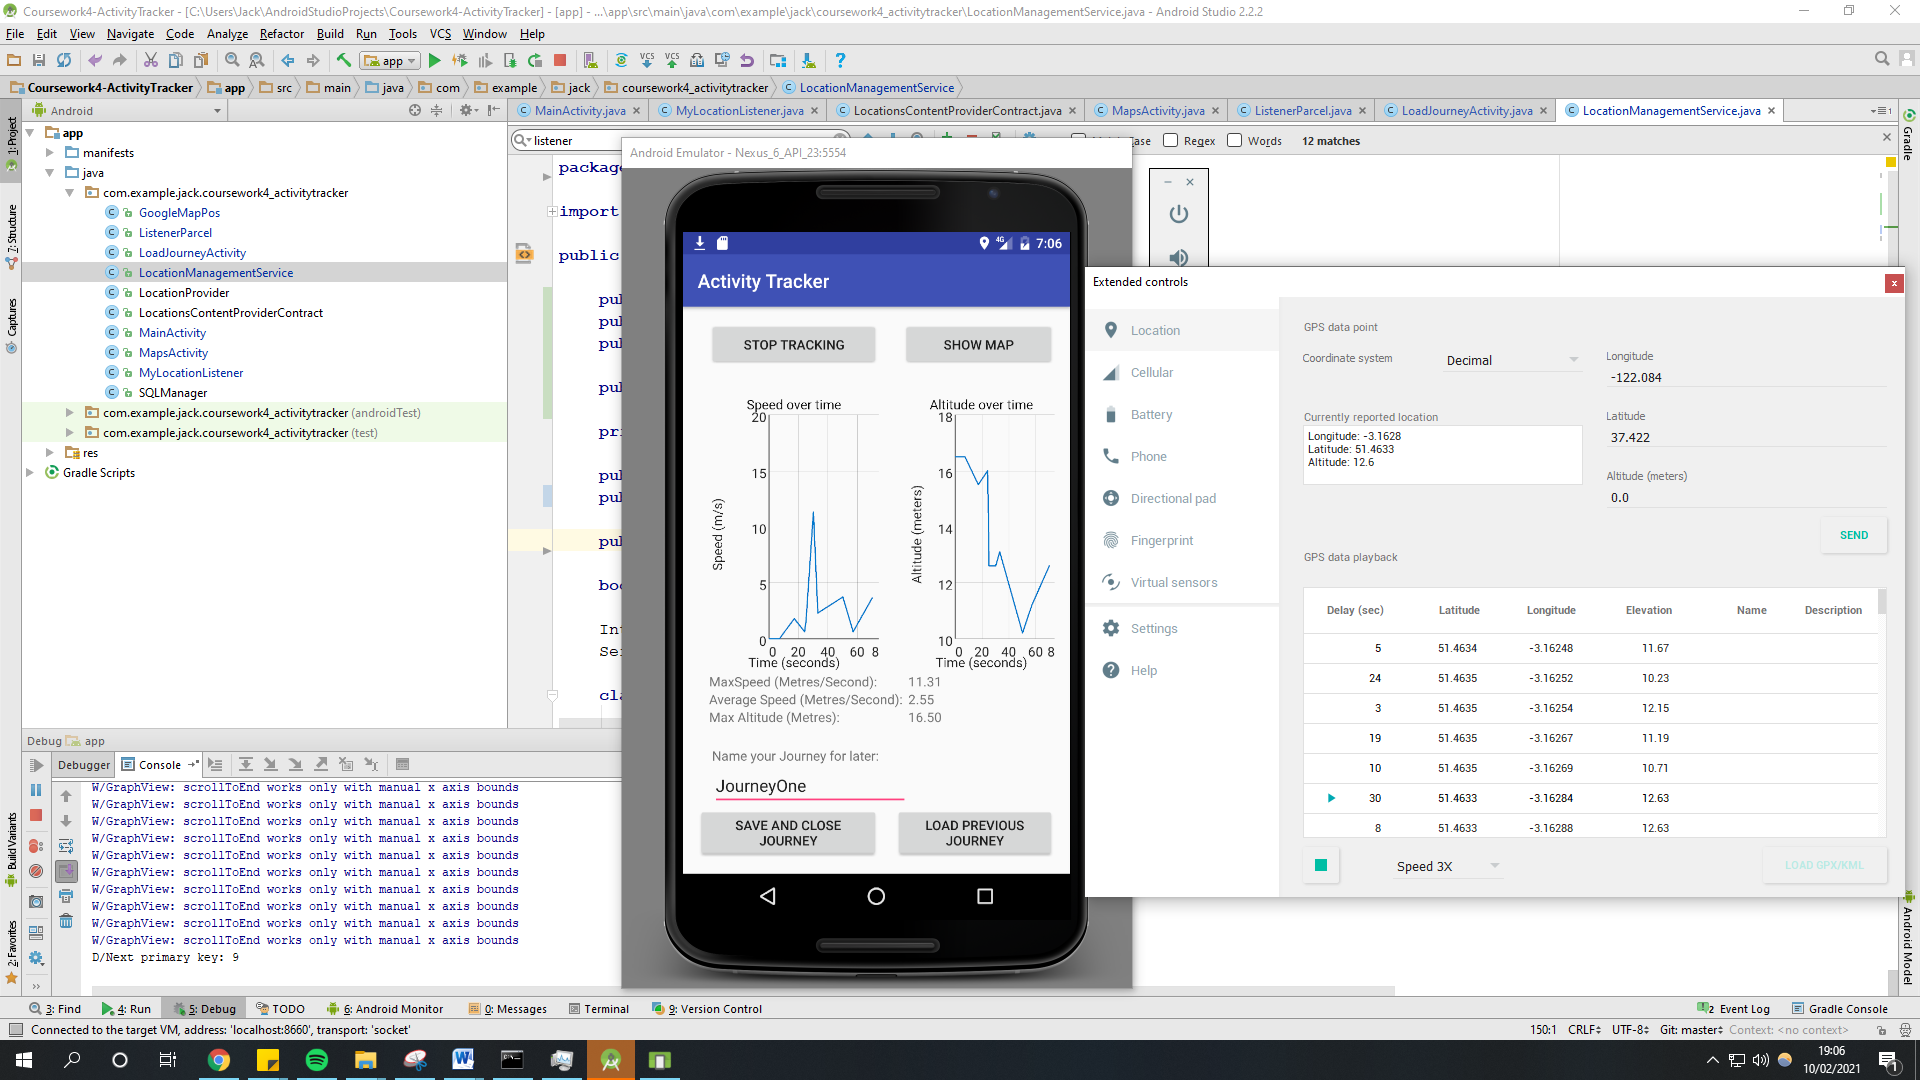 Coursework4-ActivityTracker - [C:\Users\Jack\AndroidStudioProjects\Coursework4-ActivityTracker] - [app] - ...\app\src\main\java\com\example\jack\coursework4_activitytracker\LocationManagementService.java - Android Studio 2.2.2
File Edit View Navigate Code Analyze Refactor Build Run Tools VCS Window Help
app
Coursework4-ActivityTracker app src main java com example jack coursework4_activitytracker LocationManagementService
Android
MainActivity.java MyLocationListener.java LocationsContentProviderContract.java MapsActivity.java ListenerParcel.java LoadJourneyActivity.java LocationManagementService.java
listener
Regex Words 12 matches
1: Project
7: Structure
Captures
Build Variants
2: Favorites
Gradle
Android Model
app
manifests
java
com.example.jack.coursework4_activitytracker
GoogleMapPos
ListenerParcel
LoadJourneyActivity
LocationManagementService
LocationProvider
LocationsContentProviderContract
MainActivity
MapsActivity
MyLocationListener
SQLManager
com.example.jack.coursework4_activitytracker (androidTest)
com.example.jack.coursework4_activitytracker (test)
res
Gradle Scripts
package
import
public
Android Emulator - Nexus_6_API_23:5554
4G 7:06
Activity Tracker
STOP TRACKING SHOW MAP
Speed over time
20
15
10
5
0
0 20 40 60 8
Speed (m/s)
Time (seconds)
Altitude over time
18
16
14
12
10
0 20 40 60 8
Altitude (meters)
Time (seconds)
MaxSpeed (Metres/Second): 11.31
Average Speed (Metres/Second): 2.55
Max Altitude (Metres): 16.50
Name your Journey for later:
JourneyOne
SAVE AND CLOSE JOURNEY
LOAD PREVIOUS JOURNEY
Extended controls
Location
Cellular
Battery
Phone
Directional pad
Fingerprint
Virtual sensors
Settings
Help
GPS data point
Coordinate system Decimal
Longitude
-122.084
Currently reported location
Longitude: -3.1628
Latitude: 51.4633
Altitude: 12.6
Latitude
37.422
Altitude (meters)
0.0
SEND
GPS data playback
Delay (sec) Latitude Longitude Elevation Name Description
5 51.4634 -3.16248 11.67
24 51.4635 -3.16252 10.23
3 51.4635 -3.16254 12.15
19 51.4635 -3.16267 11.19
10 51.4635 -3.16269 10.71
30 51.4633 -3.16284 12.63
8 51.4633 -3.16288 12.63
Speed 3X
LOAD GPX/KML
Debug app
Debugger Console
W/GraphView: scrollToEnd works only with manual x axis bounds
W/GraphView: scrollToEnd works only with manual x axis bounds
W/GraphView: scrollToEnd works only with manual x axis bounds
W/GraphView: scrollToEnd works only with manual x axis bounds
W/GraphView: scrollToEnd works only with manual x axis bounds
W/GraphView: scrollToEnd works only with manual x axis bounds
W/GraphView: scrollToEnd works only with manual x axis bounds
W/GraphView: scrollToEnd works only with manual x axis bounds
W/GraphView: scrollToEnd works only with manual x axis bounds
W/GraphView: scrollToEnd works only with manual x axis bounds
D/Next primary key: 9
3: Find 4: Run 5: Debug TODO 6: Android Monitor 0: Messages Terminal 9: Version Control 2 Event Log Gradle Console
Connected to the target VM, address: 'localhost:8660', transport: 'socket' 150:1 CRLF UTF-8 Git: master Context: <no context>
19:06
10/02/2021
1